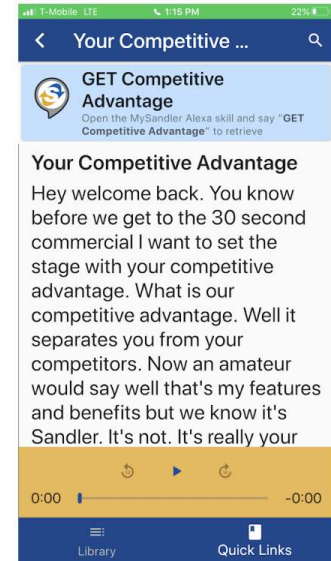 T-Mobile LTE 1:15 PM 22%
Your Competitive ...
GET Competitive
Advantage
Open the MySandler Alexa skill and say "GET
Competitive Advantage" to retrieve
Your Competitive Advantage
Hey welcome back. You know
before we get to the 30 second
commercial I want to set the
stage with your competitive
advantage. What is our
competitive advantage. Well it
separates you from your
competitors. Now an amateur
would say well that's my features
and benefits but we know it's
Sandler. It's not. It's really your
0:00 -0:00
Library Quick Links